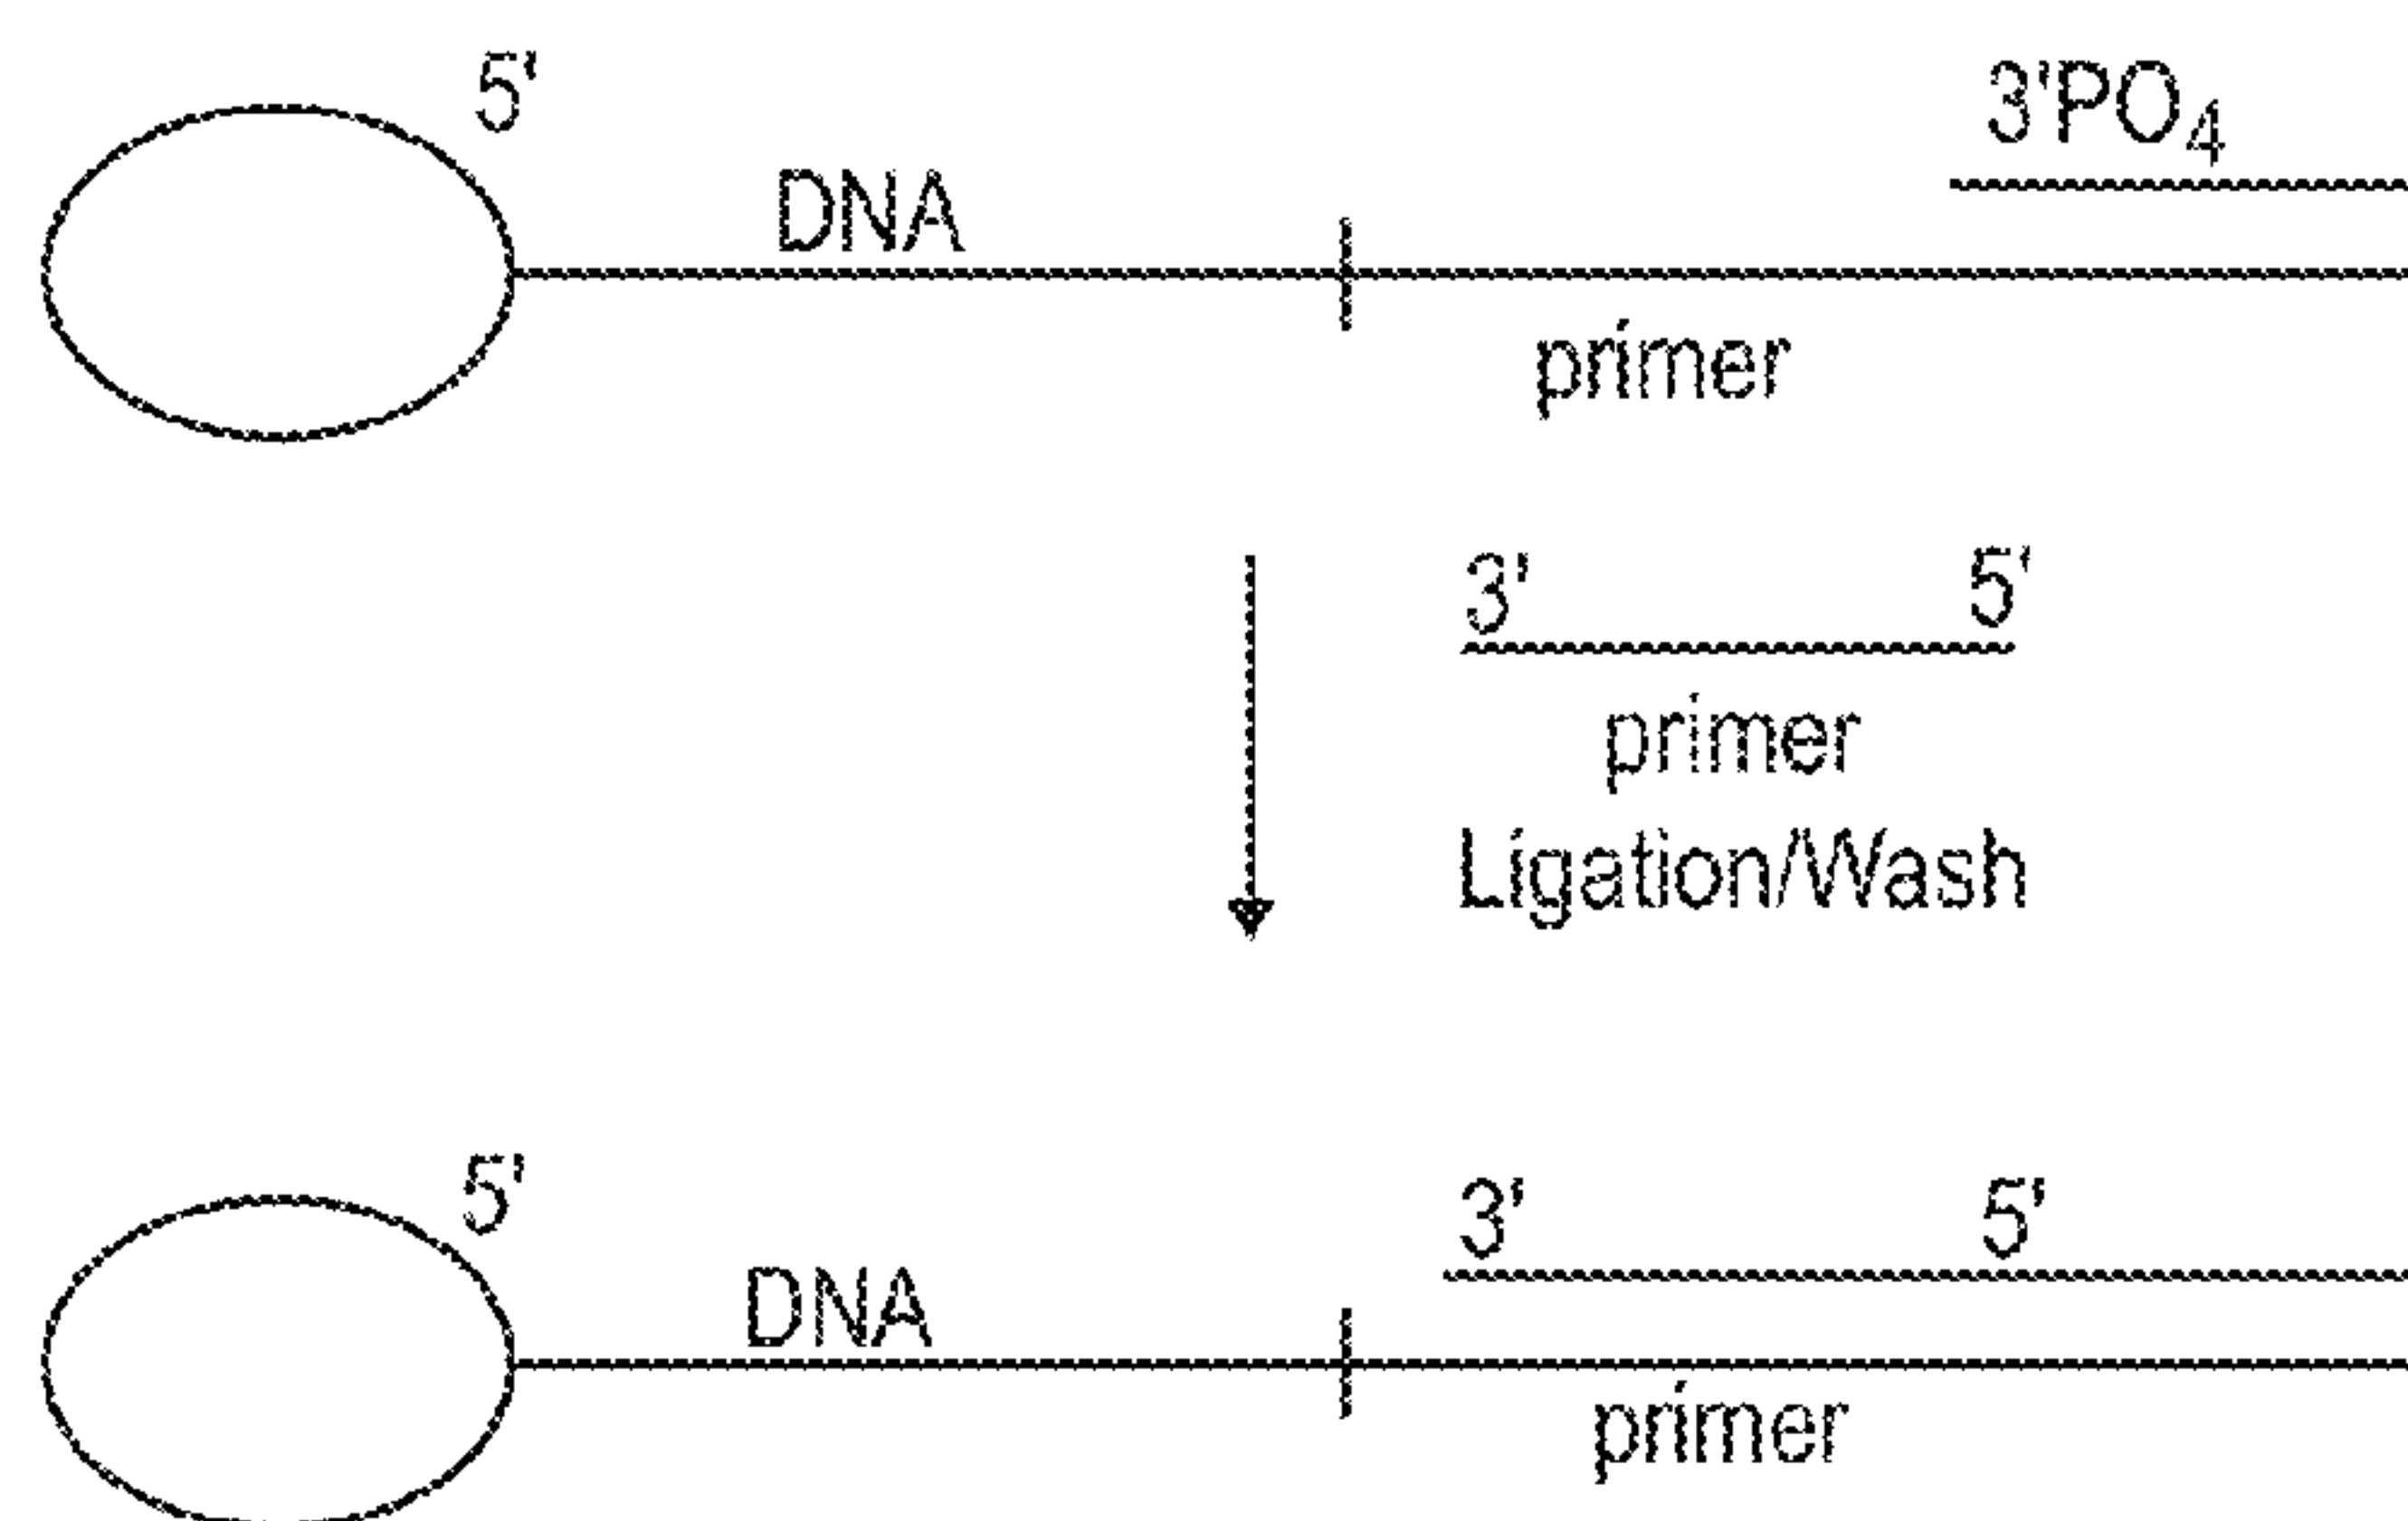 5'
3'PO₄
DNA
primer
3' 5'
primer
Ligation/Wash
5'
3' 5'
DNA
primer